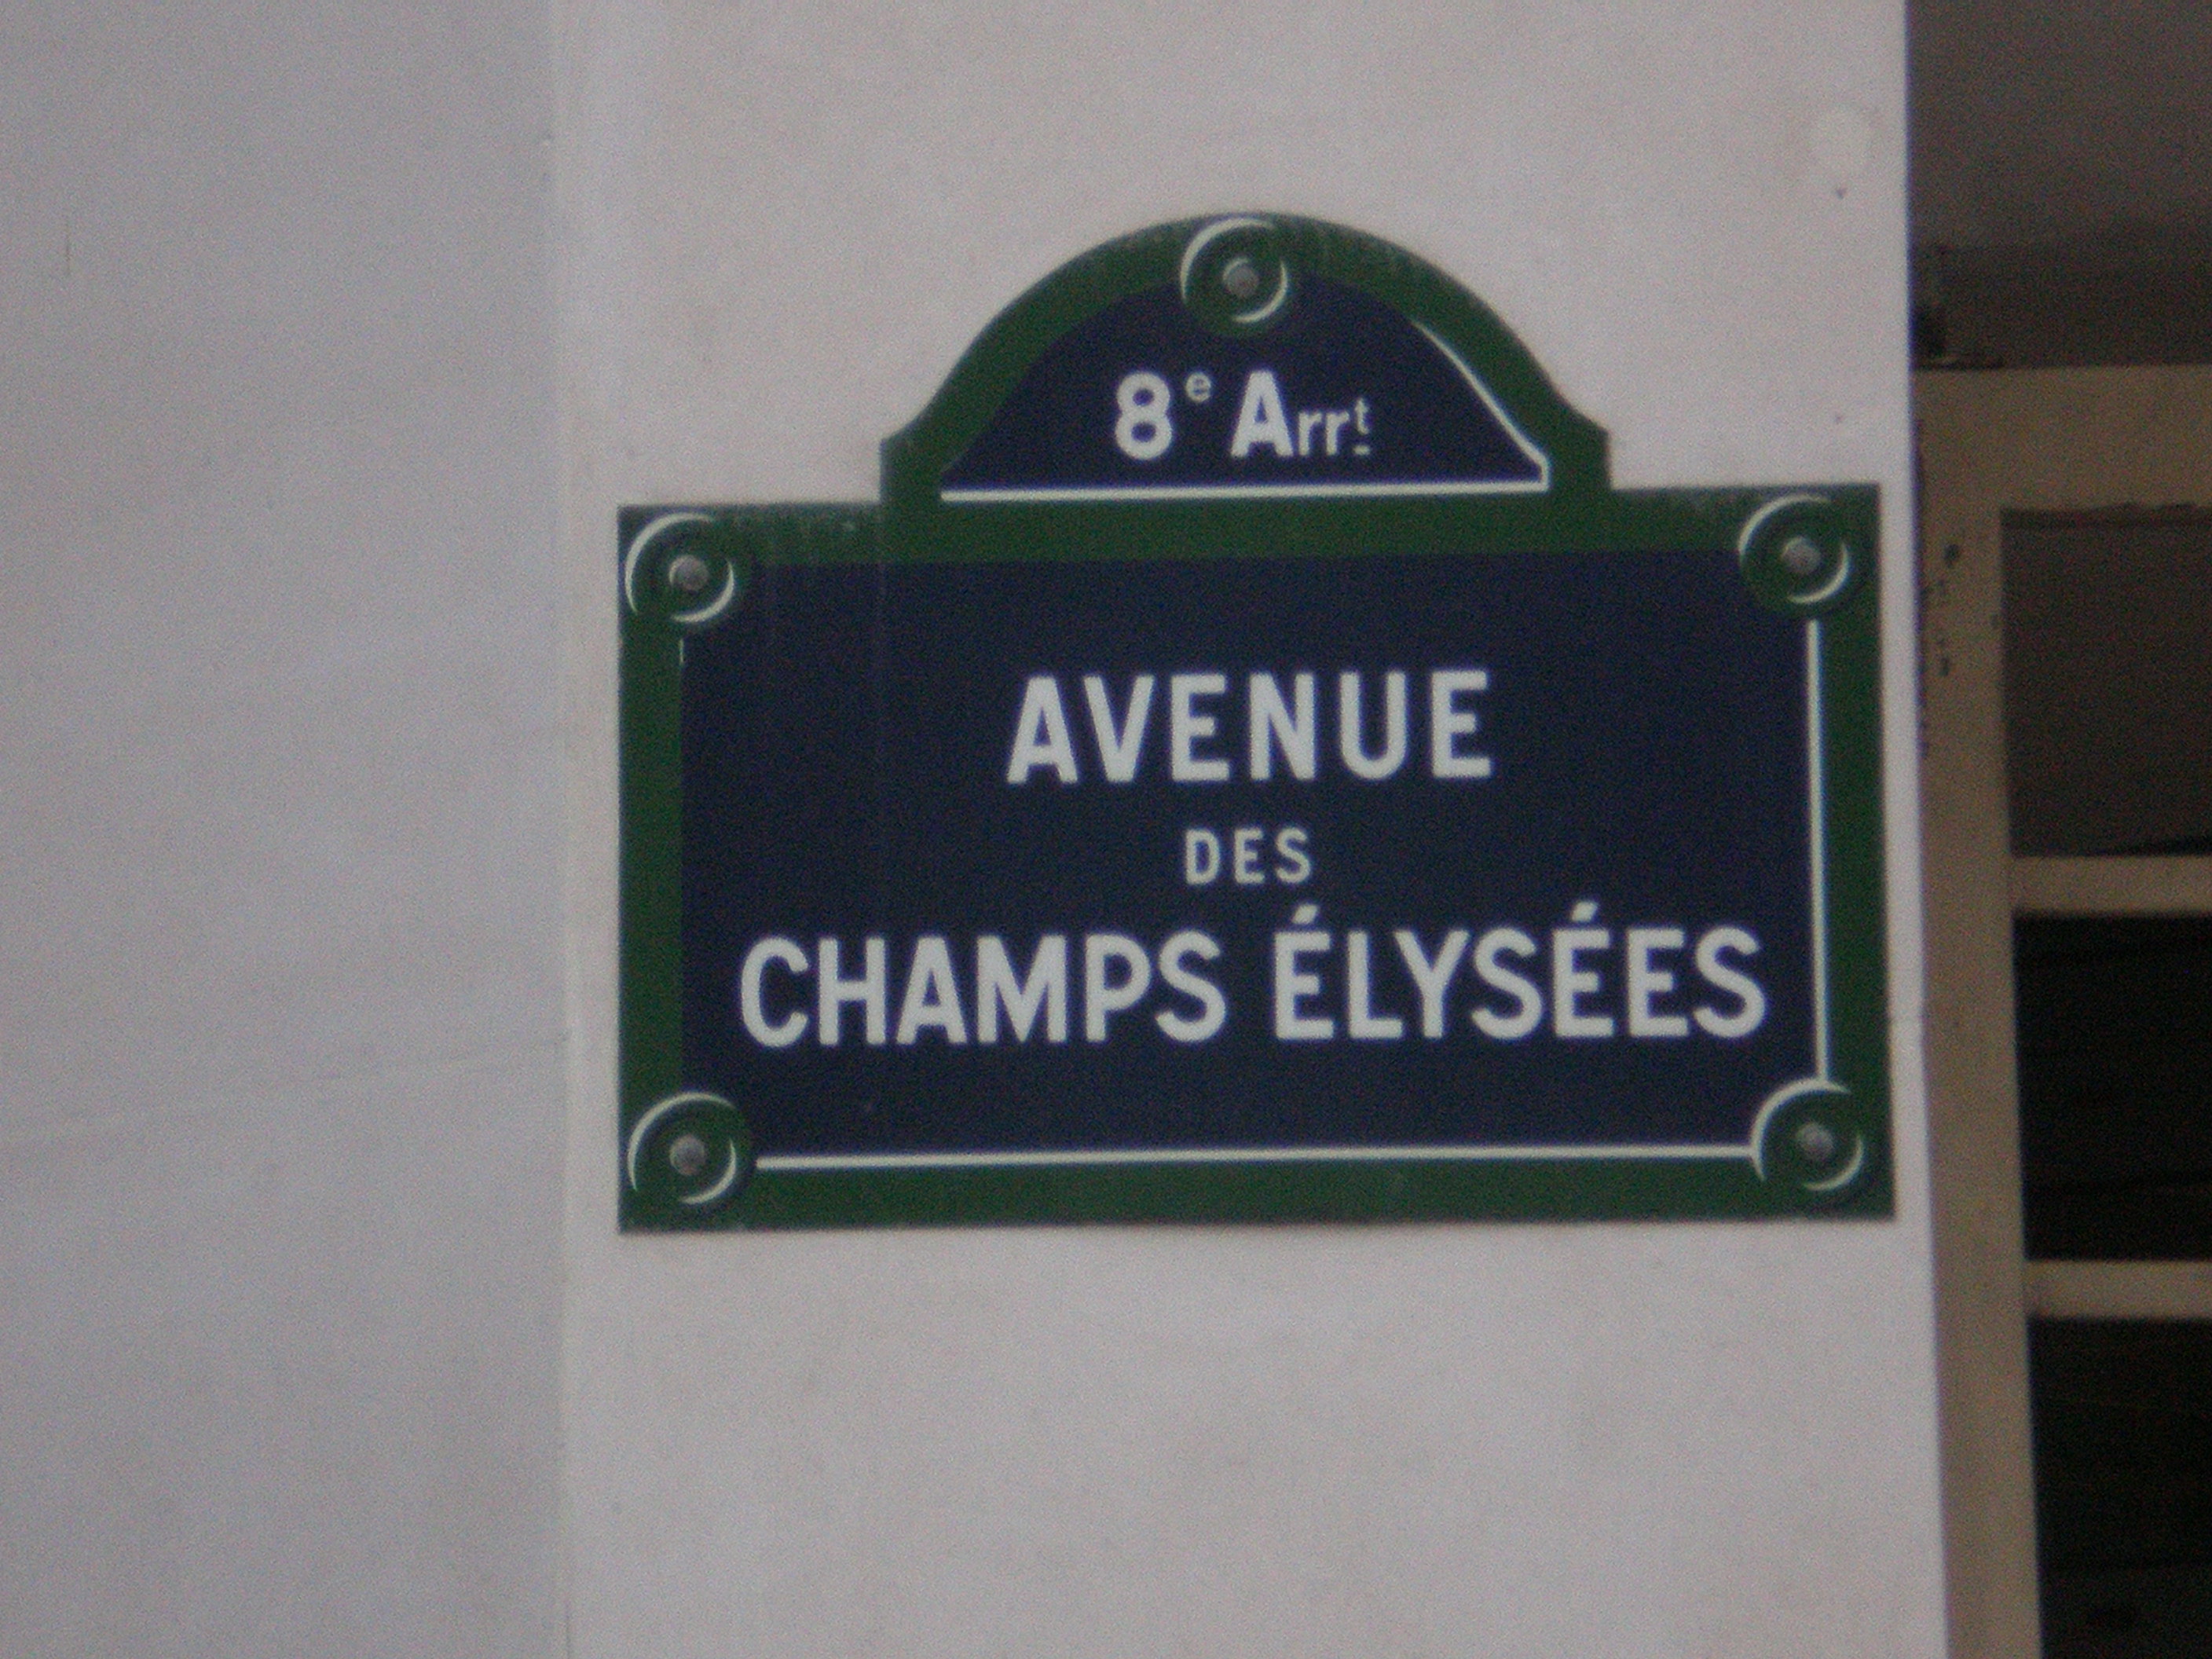 8e Arrt
AVENUE
DES
CHAMPS ÉLYSÉES